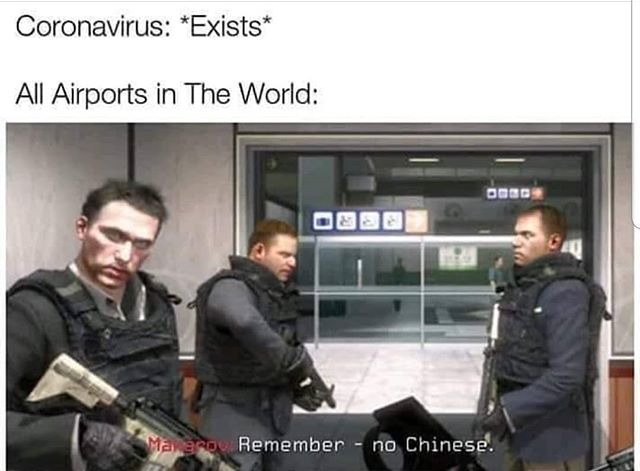 Coronavirus: *Exists*
All Airports in The World:
Makarov: Remember - no Chinese.